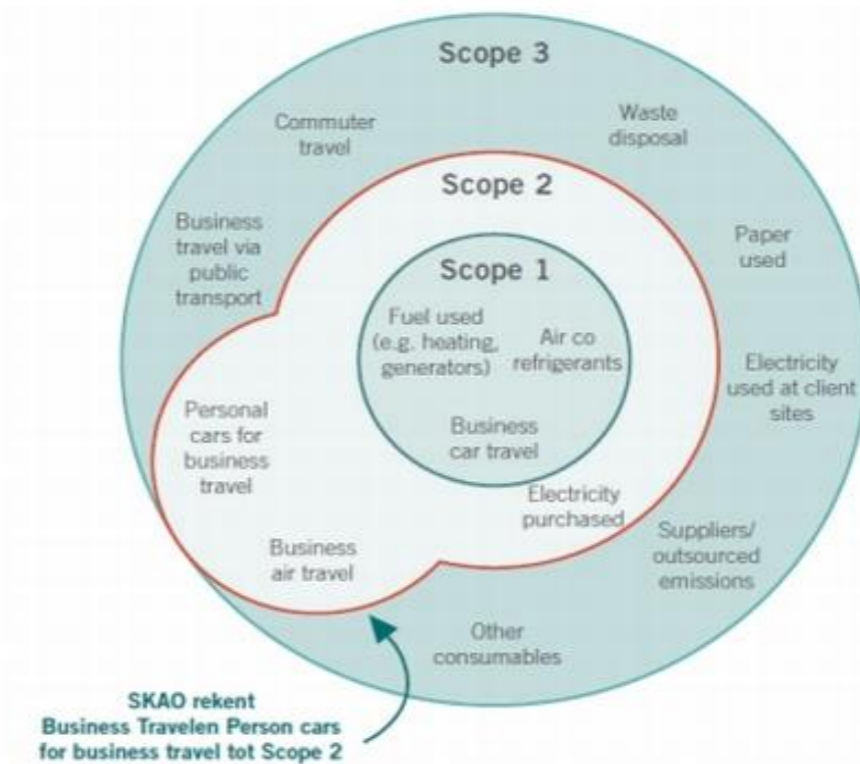 Scope 3
Commuter
travel
Waste
disposal
Scope 2
Business
travel via
public
transport
Paper
used
Scope 1
Fuel used
(e.g. heating,
generators)
Air co
refrigerants
Electricity
used at client
sites
Personal
cars for
business
travel
Business
car travel
Electricity
purchased
Suppliers/
outsourced
emissions
Business
air travel
Other
consumables
SKAO rekent
Business Travelen Person cars
for business travel tot Scope 2